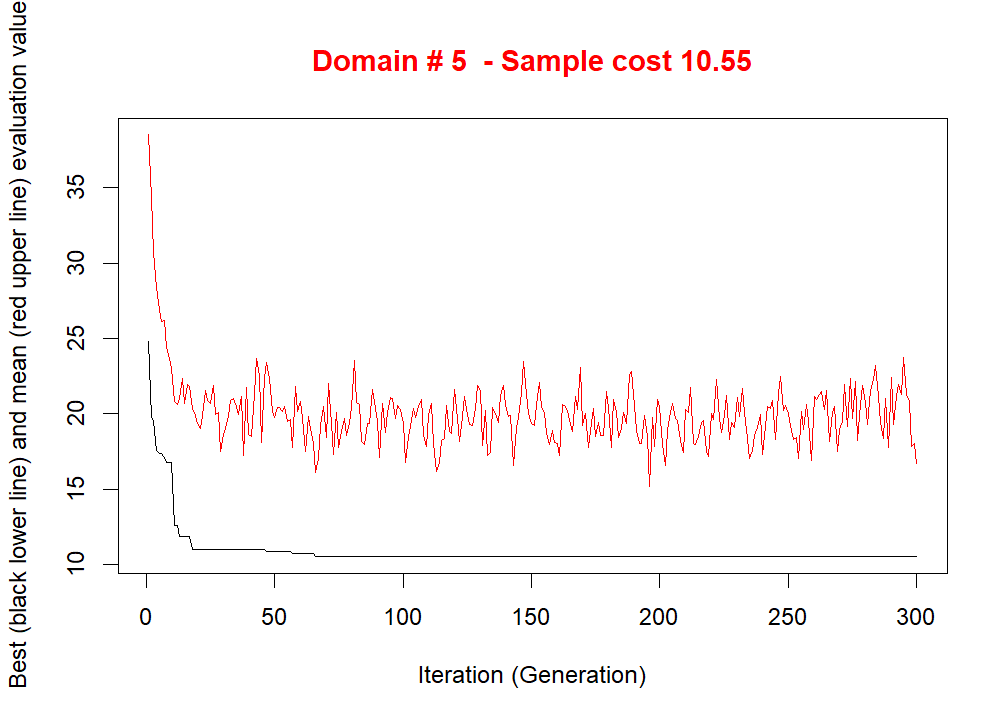 Domain # 5  - Sample cost 10.55
Best (black lower line) and mean (red upper line) evaluation value
35
30
25
20
15
10
0 50 100 150 200 250 300
Iteration (Generation)